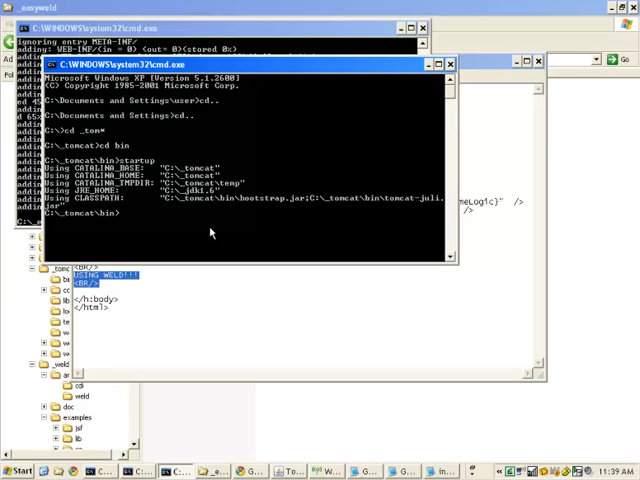 _easyweld
C:\WINDOWS\system32\cmd.exe
ignoring entry META-INF/
adding: WEB-INF/(in = 0) (out= 0)(stored 0%)
C:\WINDOWS\system32\cmd.exe
Microsoft Windows XP [Version 5.1.2600]
(C) Copyright 1985-2001 Microsoft Corp.
C:\Documents and Settings\user>cd..
C:\Documents and Settings>cd..
C:\>cd _tom*
C:\_tomcat>cd bin
C:\_tomcat\bin>startup
Using CATALINA_BASE:   "C:\_tomcat"
Using CATALINA_HOME:   "C:\_tomcat"
Using CATALINA_TMPDIR: "C:\_tomcat\temp"
Using JRE_HOME:        "C:\_jdk1.6"
Using CLASSPATH:       "C:\_tomcat\bin\bootstrap.jar;C:\_tomcat\bin\tomcat-juli.
jar"
C:\_tomcat\bin>
Go
meLogic}" />
/>
<BR/>
USING WELD!!!
<BR/>
</h:body>
</html>
_tomc
_weld
cdi
weld
doc
examples
jsf
lib
Start
11:39 AM